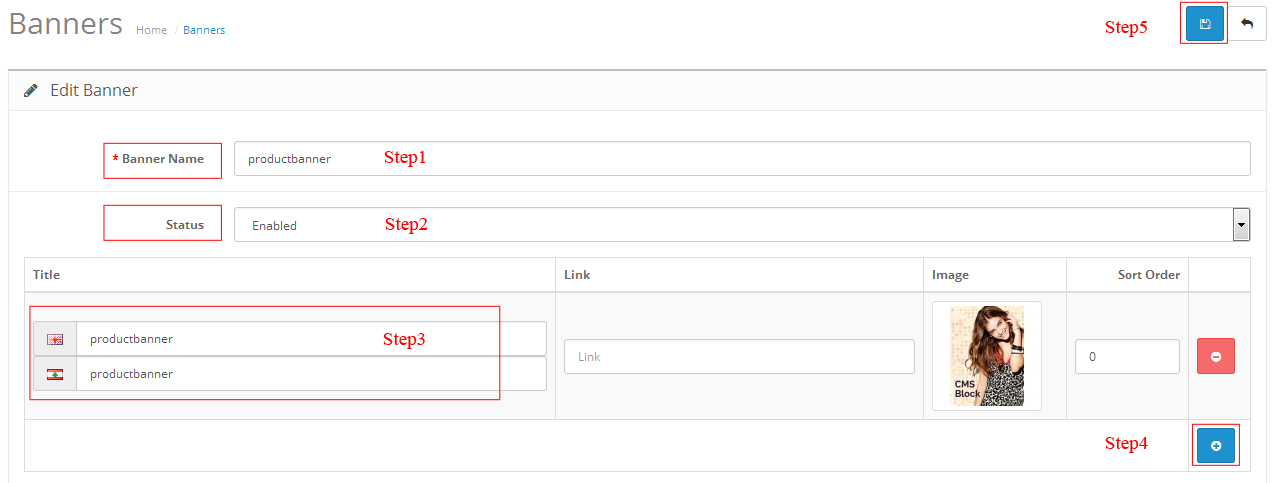 Banners Home / Banners Step5
Edit Banner
* Banner Name productbanner Step1
Status Enabled Step2
Title Link Image Sort Order
productbanner Step3
productbanner
Link
CMS
Block
0
Step4